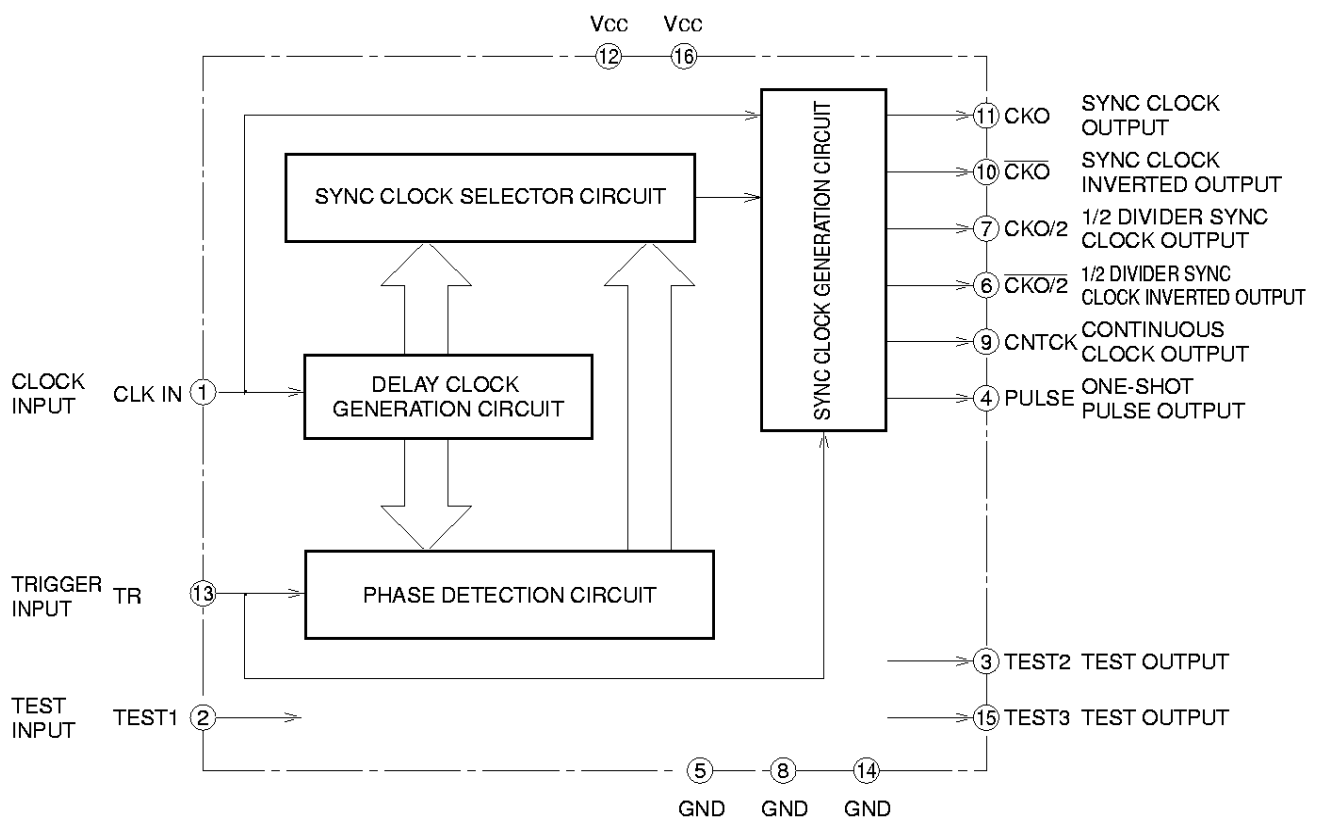 Vcc Vcc
12 16
SYNC CLOCK GENERATION CIRCUIT
11 CKO SYNC CLOCK
OUTPUT
10 CKO SYNC CLOCK
INVERTED OUTPUT
SYNC CLOCK SELECTOR CIRCUIT
7 CKO/2 1/2 DIVIDER SYNC
CLOCK OUTPUT
6 CKO/2 1/2 DIVIDER SYNC
CLOCK INVERTED OUTPUT
9 CNTCK CONTINUOUS
CLOCK OUTPUT
CLOCK
INPUT
CLK IN 1
DELAY CLOCK
GENERATION CIRCUIT
4 PULSE ONE-SHOT
PULSE OUTPUT
TRIGGER
INPUT
TR 13
PHASE DETECTION CIRCUIT
3 TEST2 TEST OUTPUT
TEST
INPUT
TEST1 2
15 TEST3 TEST OUTPUT
5 8 14
GND GND GND